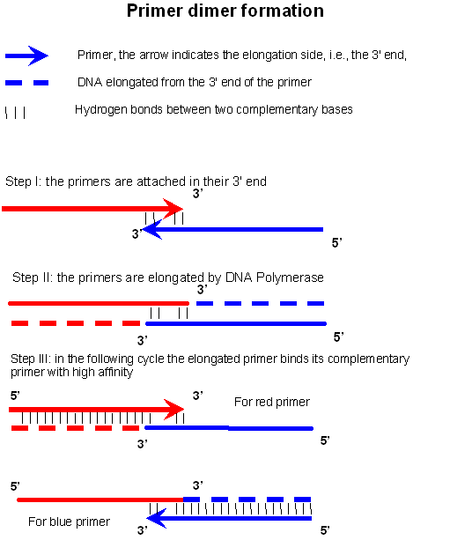 Primer dimer formation
Primer, the arrow indicates the elongation side, i.e., the 3' end,
DNA elongated from the 3' end of the primer
Hydrogen bonds between two complementary bases
Step I: the primers are attached in their 3' end
3'
3'
5'
Step II: the primers are elongated by DNA Polymerase
3'
3'
5'
Step III: in the following cycle the elongated primer binds its complementary
primer with high affinity
5'
3'
For red primer
3'
5'
5'
3'
For blue primer
3'
5'